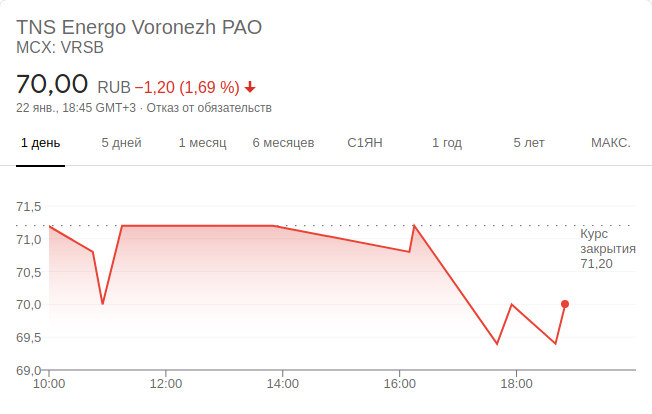 TNS Energo Voronezh PAO
MCX: VRSB
70,00 RUB −1,20 (1,69 %)
22 янв., 18:45 GMT+3 · Отказ от обязательств
1 день 5 дней 1 месяц 6 месяцев С1ЯН 1 год 5 лет МАКС.
71,5
71,0
70,5
70,0
69,5
69,0
Курс
закрытия
71,20
10:00 12:00 14:00 16:00 18:00